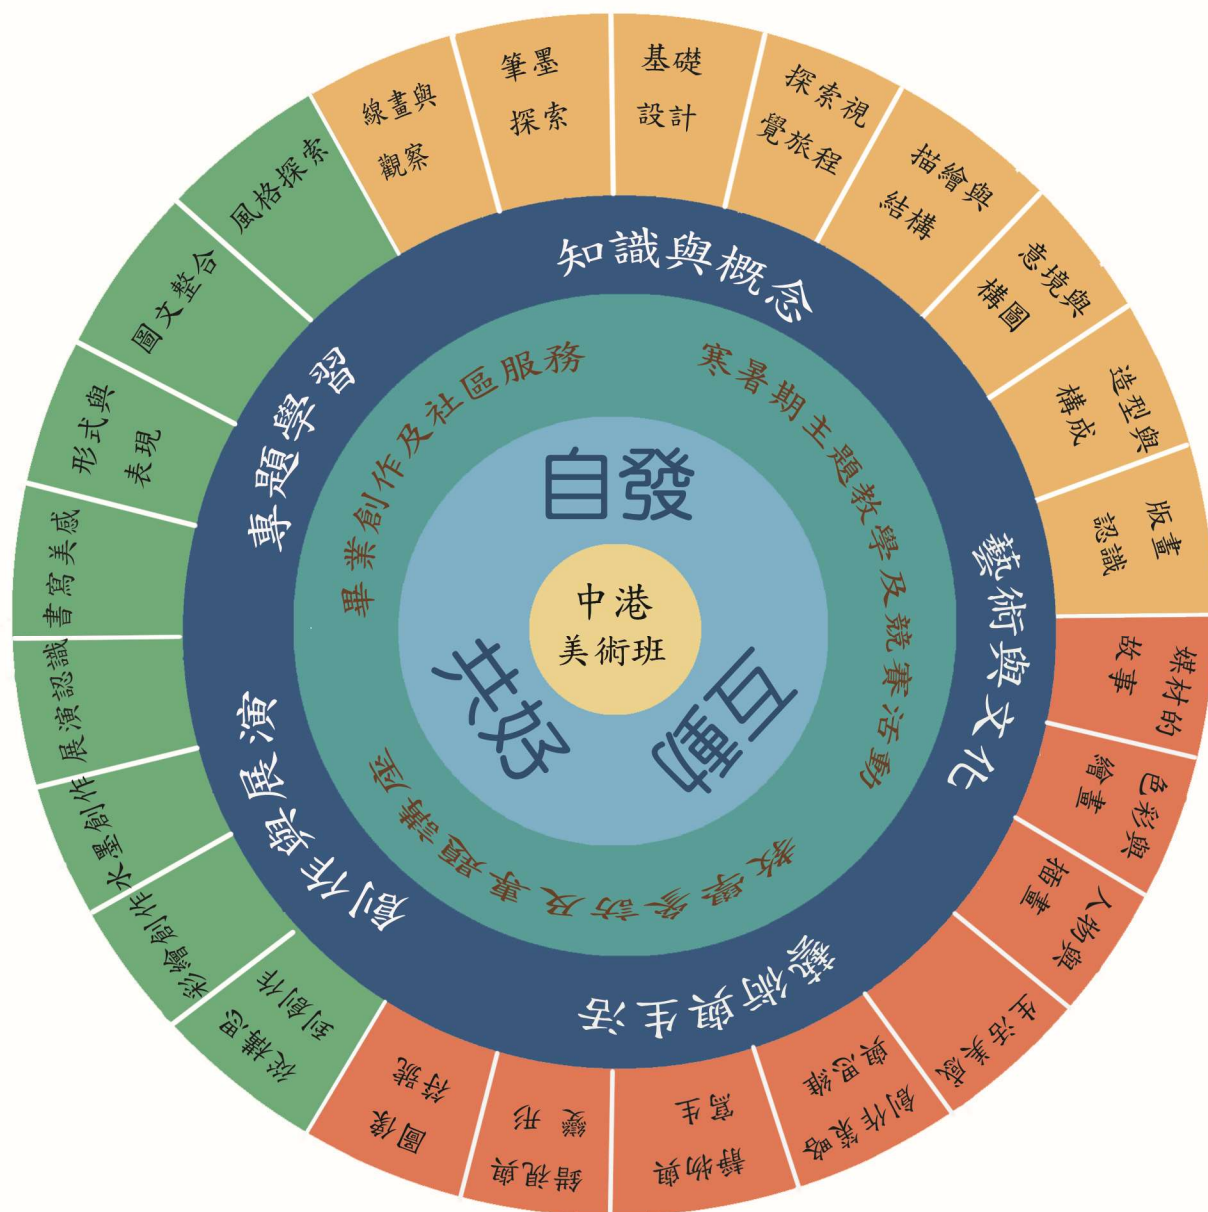 中港
美術班
自發
互動
共好
寒暑期主題教學及競賽活動
教學參訪及專題講座
畢業創作及社區服務
知識與概念
藝術與文化
藝術與生活
創作與展演
專題學習
線畫與
觀察
筆墨
探索
基礎
設計
探索視
覺旅程
描繪與
結構
意境與
構圖
造型與
構成
版畫
認識
媒材的
故事
色彩與
繪畫
人物與
插畫
生活美感
創作策略
與思維
靜物與
寫生
錯視與
變形
圖像
符號
從構思
到創作
彩繪創作
水墨創作
展演認識
書寫美感
形式與
表現
圖文整合
風格探索